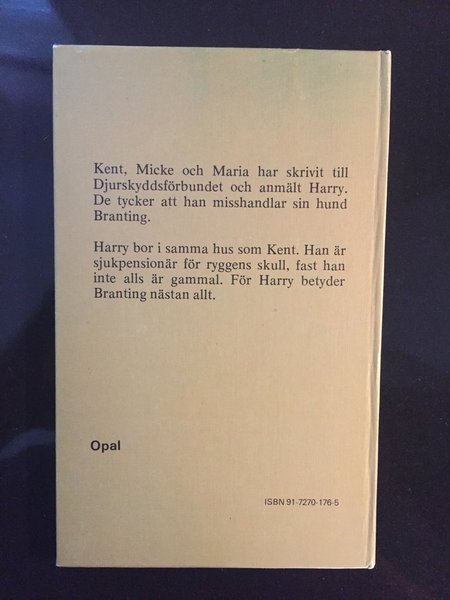 Kent, Micke och Maria har skrivit till
Djurskyddsförbundet och anmält Harry.
De tycker att han misshandlar sin hund
Branting.
Harry bor i samma hus som Kent. Han är
sjukpensionär för ryggens skull, fast han
inte alls är gammal. För Harry betyder
Branting nästan allt.
Opal
ISBN 91-7270-176-5